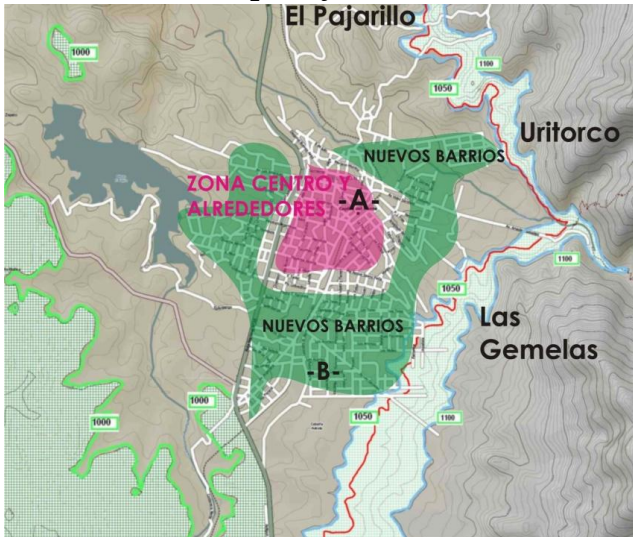 El Pajarillo
1000
1100
1050
Uritorco
NUEVOS BARRIOS
ZONA CENTRO Y
-A-
ALREDEDORES
1100
1050
Las
Gemelas
NUEVOS BARRIOS
-B-
1000
1050
1100
1000